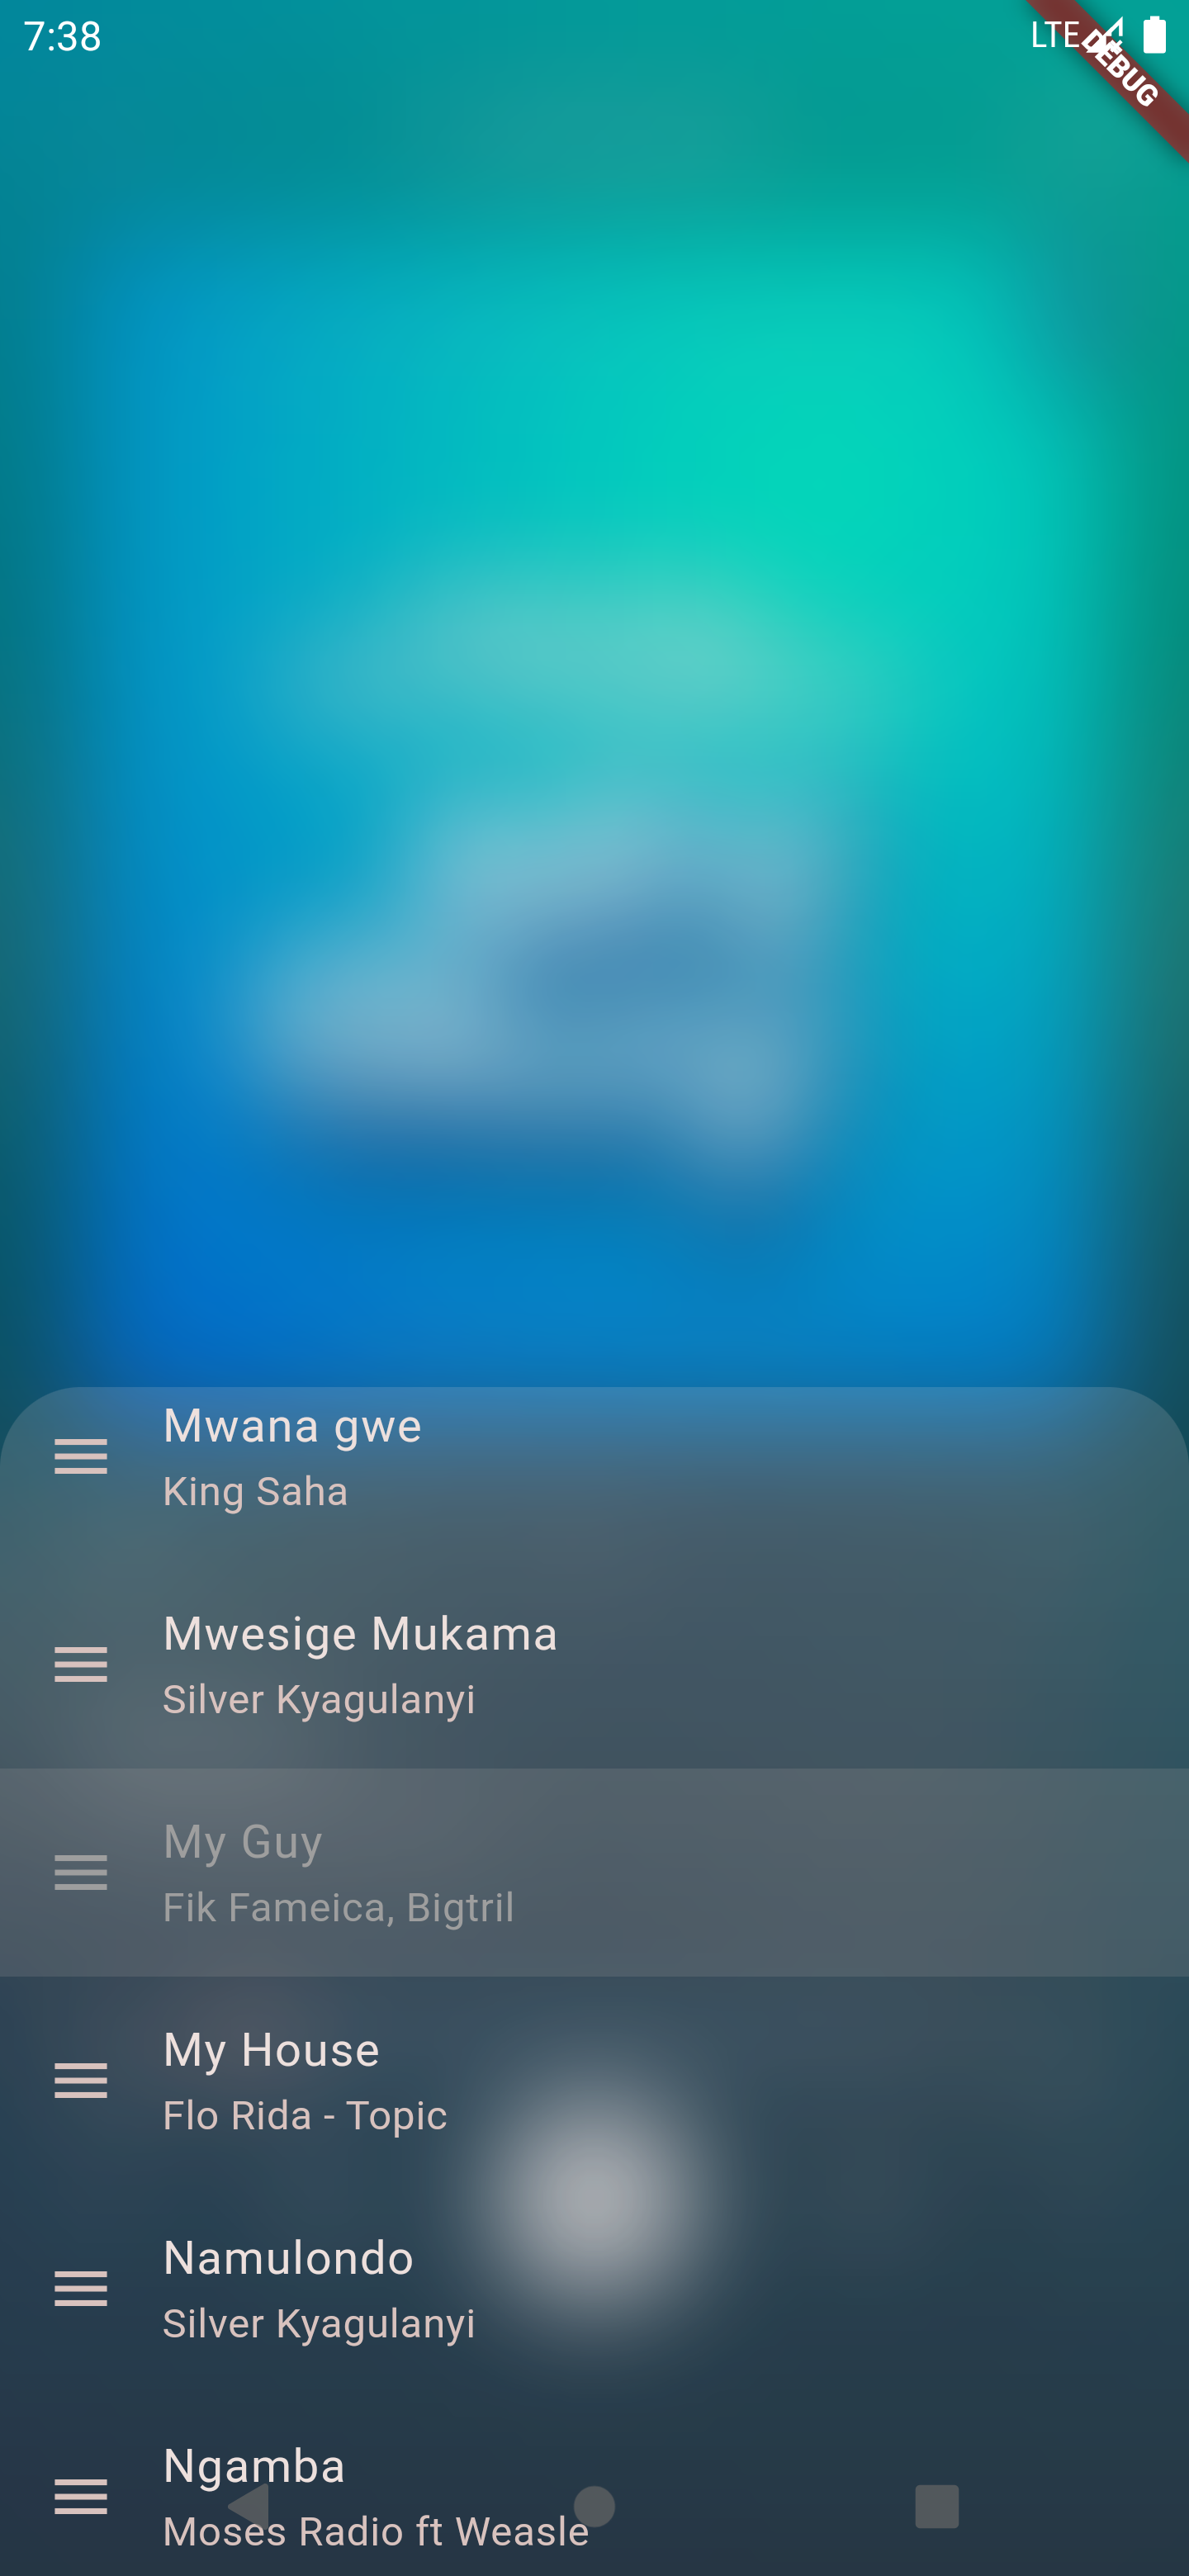 7:38
LTE
DEBUG
Mwana gwe
King Saha
Mwesige Mukama
Silver Kyagulanyi
My Guy
Fik Fameica, Bigtril
My House
Flo Rida - Topic
Namulondo
Silver Kyagulanyi
Ngamba
Moses Radio ft Weasle